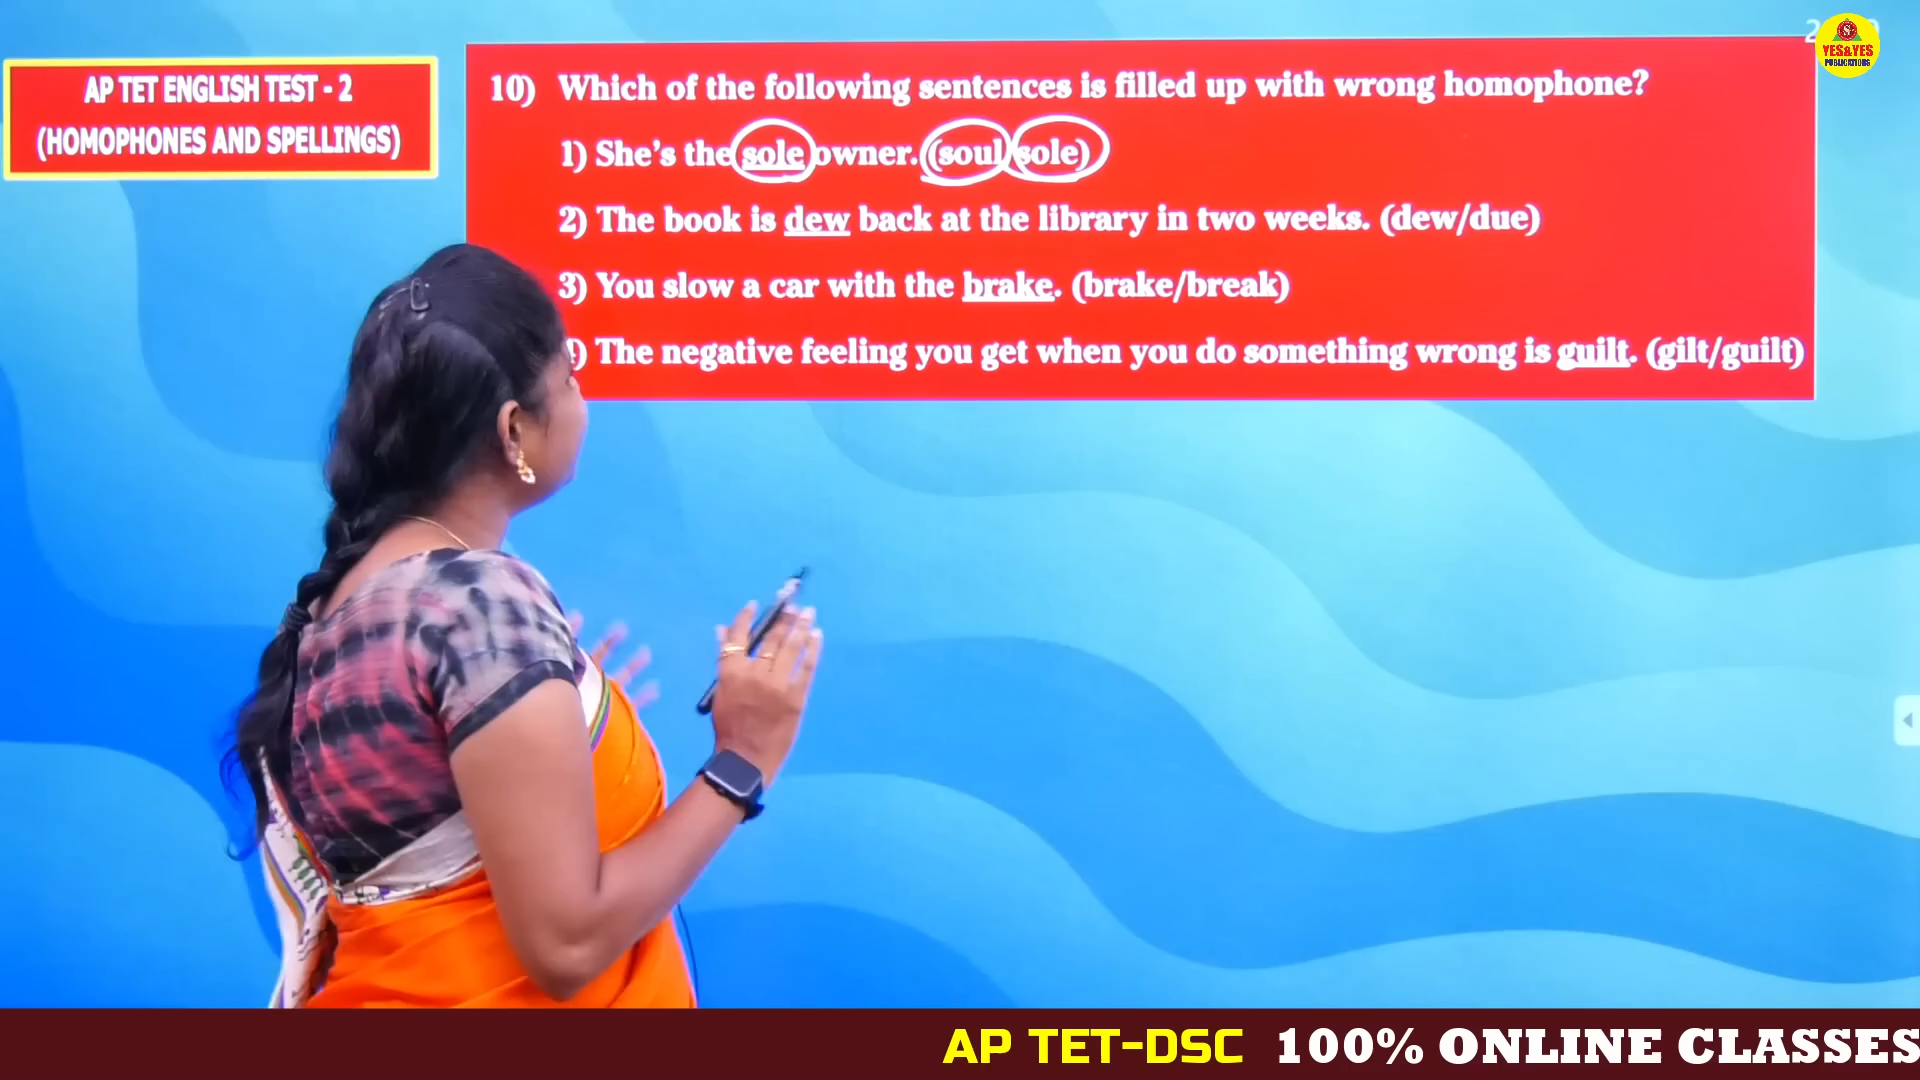 AP TET ENGLISH TEST - 2
(HOMOPHONES AND SPELLINGS)
10) Which of the following sentences is filled up with wrong homophone?
1) She's the sole owner. (soul/sole)
2) The book is dew back at the library in two weeks. (dew/due)
3) You slow a car with the brake. (brake/break)
4) The negative feeling you get when you do something wrong is guilt. (gilt/guilt)
YES&YES
PUBLICATIONS
AP TET-DSC 100% ONLINE CLASSES